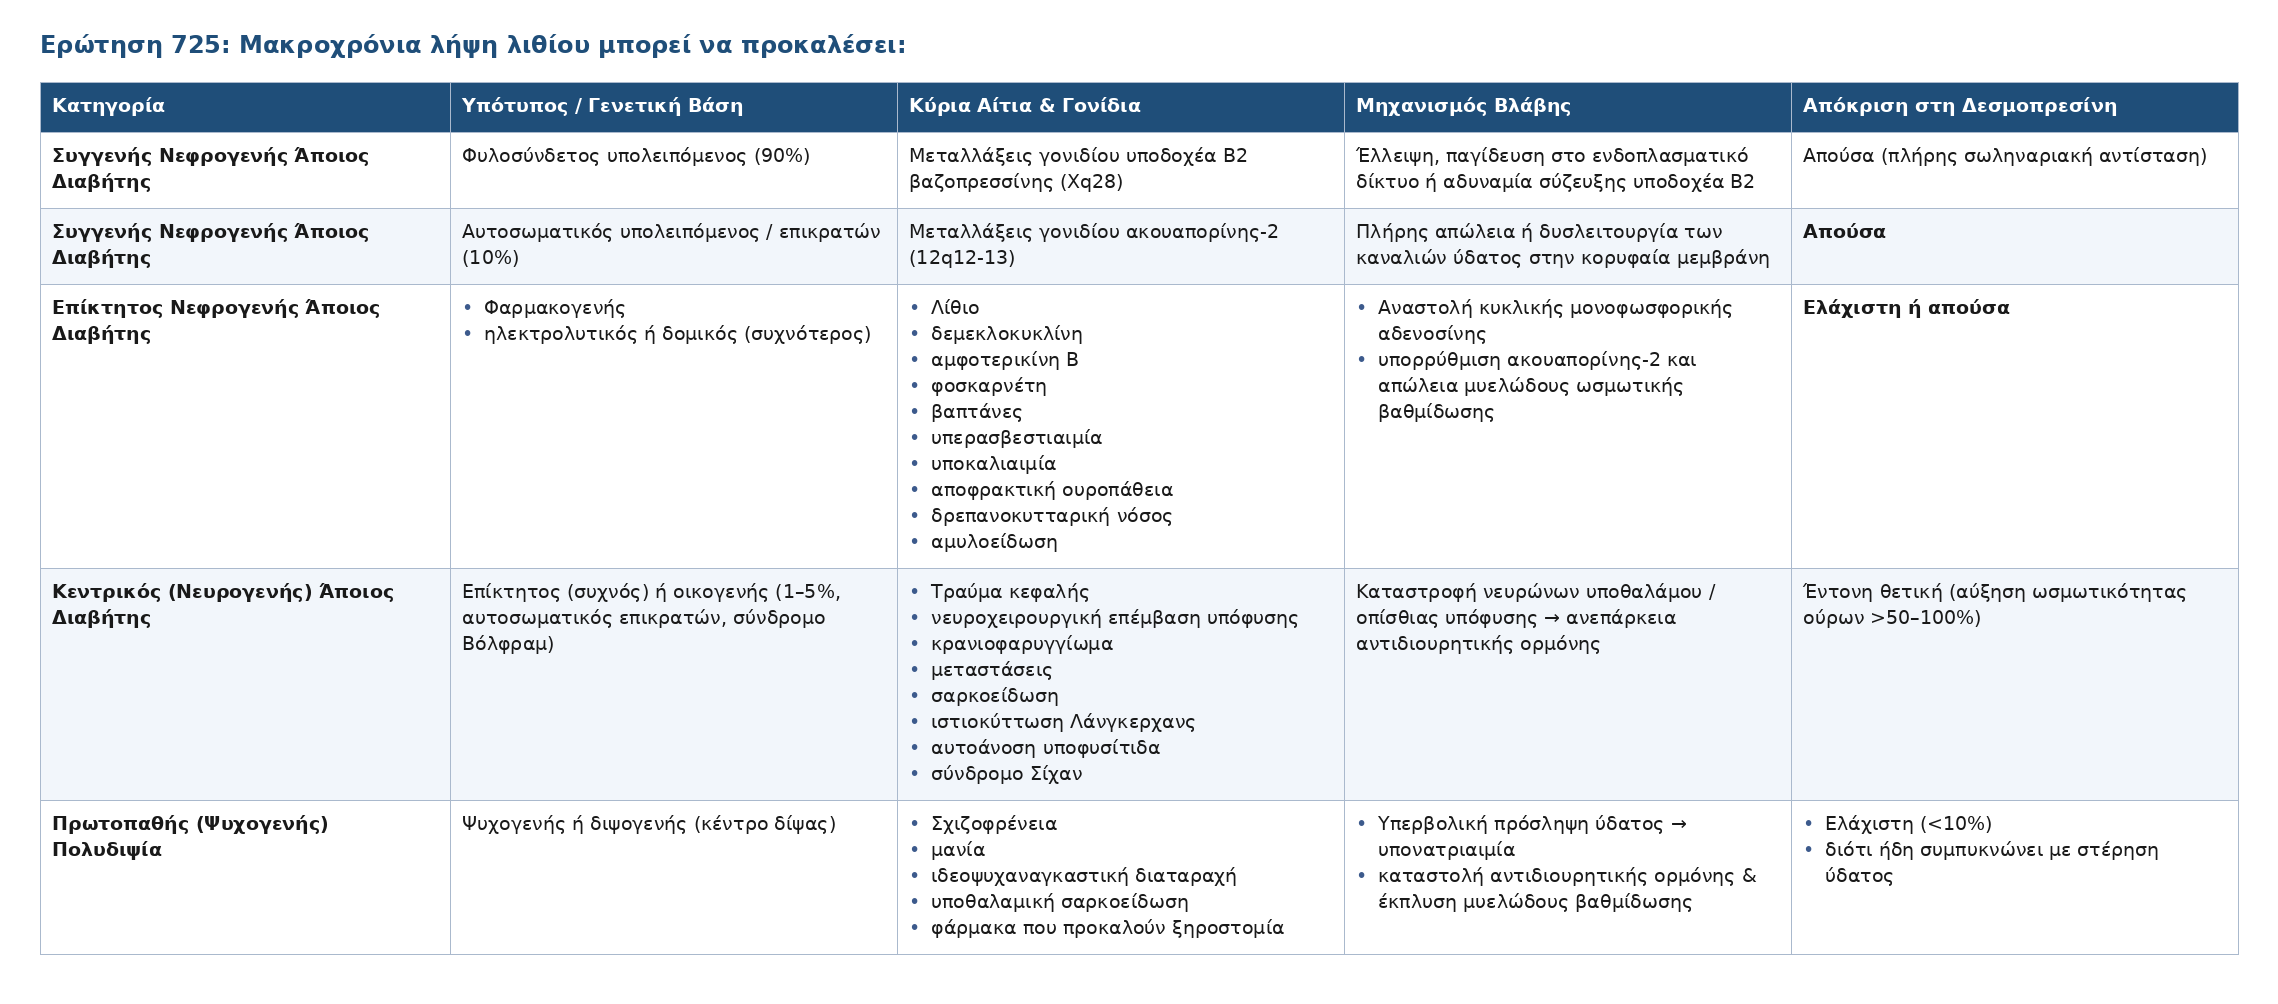 Ερώτηση 725: Μακροχρόνια λήψη λιθίου μπορεί να προκαλέσει:
Κατηγορία
Υπότυπος / Γενετική Βάση
Κύρια Αίτια & Γονίδια
Μηχανισμός Βλάβης
Απόκριση στη Δεσμοπρεσίνη
Συγγενής Νεφρογενής Άποιος
Διαβήτης
Φυλοσύνδετος υπολειπόμενος (90%)
Μεταλλάξεις γονιδίου υποδοχέα Β2
βαζοπρεσσίνης (Xq28)
Έλλειψη, παγίδευση στο ενδοπλασματικό
δίκτυο ή αδυναμία σύζευξης υποδοχέα Β2
Απούσα (πλήρης σωληναριακή αντίσταση)
Συγγενής Νεφρογενής Άποιος
Διαβήτης
Αυτοσωματικός υπολειπόμενος / επικρατών
(10%)
Μεταλλάξεις γονιδίου ακουαπορίνης-2
(12q12-13)
Πλήρης απώλεια ή δυσλειτουργία των
καναλιών ύδατος στην κορυφαία μεμβράνη
Απούσα
Επίκτητος Νεφρογενής Άποιος
Διαβήτης
• Φαρμακογενής
• ηλεκτρολυτικός ή δομικός (συχνότερος)
• Λίθιο
• δεμεκλοκυκλίνη
• αμφοτερικίνη Β
• φοσκαρνέτη
• βαπτάνες
• υπερασβεστιαιμία
• υποκαλιαιμία
• αποφρακτική ουροπάθεια
• δρεπανοκυτταρική νόσος
• αμυλοείδωση
• Αναστολή κυκλικής μονοφωσφορικής
αδενοσίνης
• υπορρύθμιση ακουαπορίνης-2 και
απώλεια μυελώδους ωσμωτικής
βαθμίδωσης
Ελάχιστη ή απούσα
Κεντρικός (Νευρογενής) Άποιος
Διαβήτης
Επίκτητος (συχνός) ή οικογενής (1–5%,
αυτοσωματικός επικρατών, σύνδρομο
Βόλφραμ)
• Τραύμα κεφαλής
• νευροχειρουργική επέμβαση υπόφυσης
• κρανιοφαρυγγίωμα
• μεταστάσεις
• σαρκοείδωση
• ιστιοκύττωση Λάνγκερχανς
• αυτοάνοση υποφυσίτιδα
• σύνδρομο Σίχαν
Καταστροφή νευρώνων υποθαλάμου /
οπίσθιας υπόφυσης → ανεπάρκεια
αντιδιουρητικής ορμόνης
Έντονη θετική (αύξηση ωσμωτικότητας
ούρων >50–100%)
Πρωτοπαθής (Ψυχογενής)
Πολυδιψία
Ψυχογενής ή διψογενής (κέντρο δίψας)
• Σχιζοφρένεια
• μανία
• ιδεοψυχαναγκαστική διαταραχή
• υποθαλαμική σαρκοείδωση
• φάρμακα που προκαλούν ξηροστομία
• Υπερβολική πρόσληψη ύδατος →
υπονατριαιμία
• καταστολή αντιδιουρητικής ορμόνης &
έκπλυση μυελώδους βαθμίδωσης
• Ελάχιστη (<10%)
• διότι ήδη συμπυκνώνει με στέρηση
ύδατος